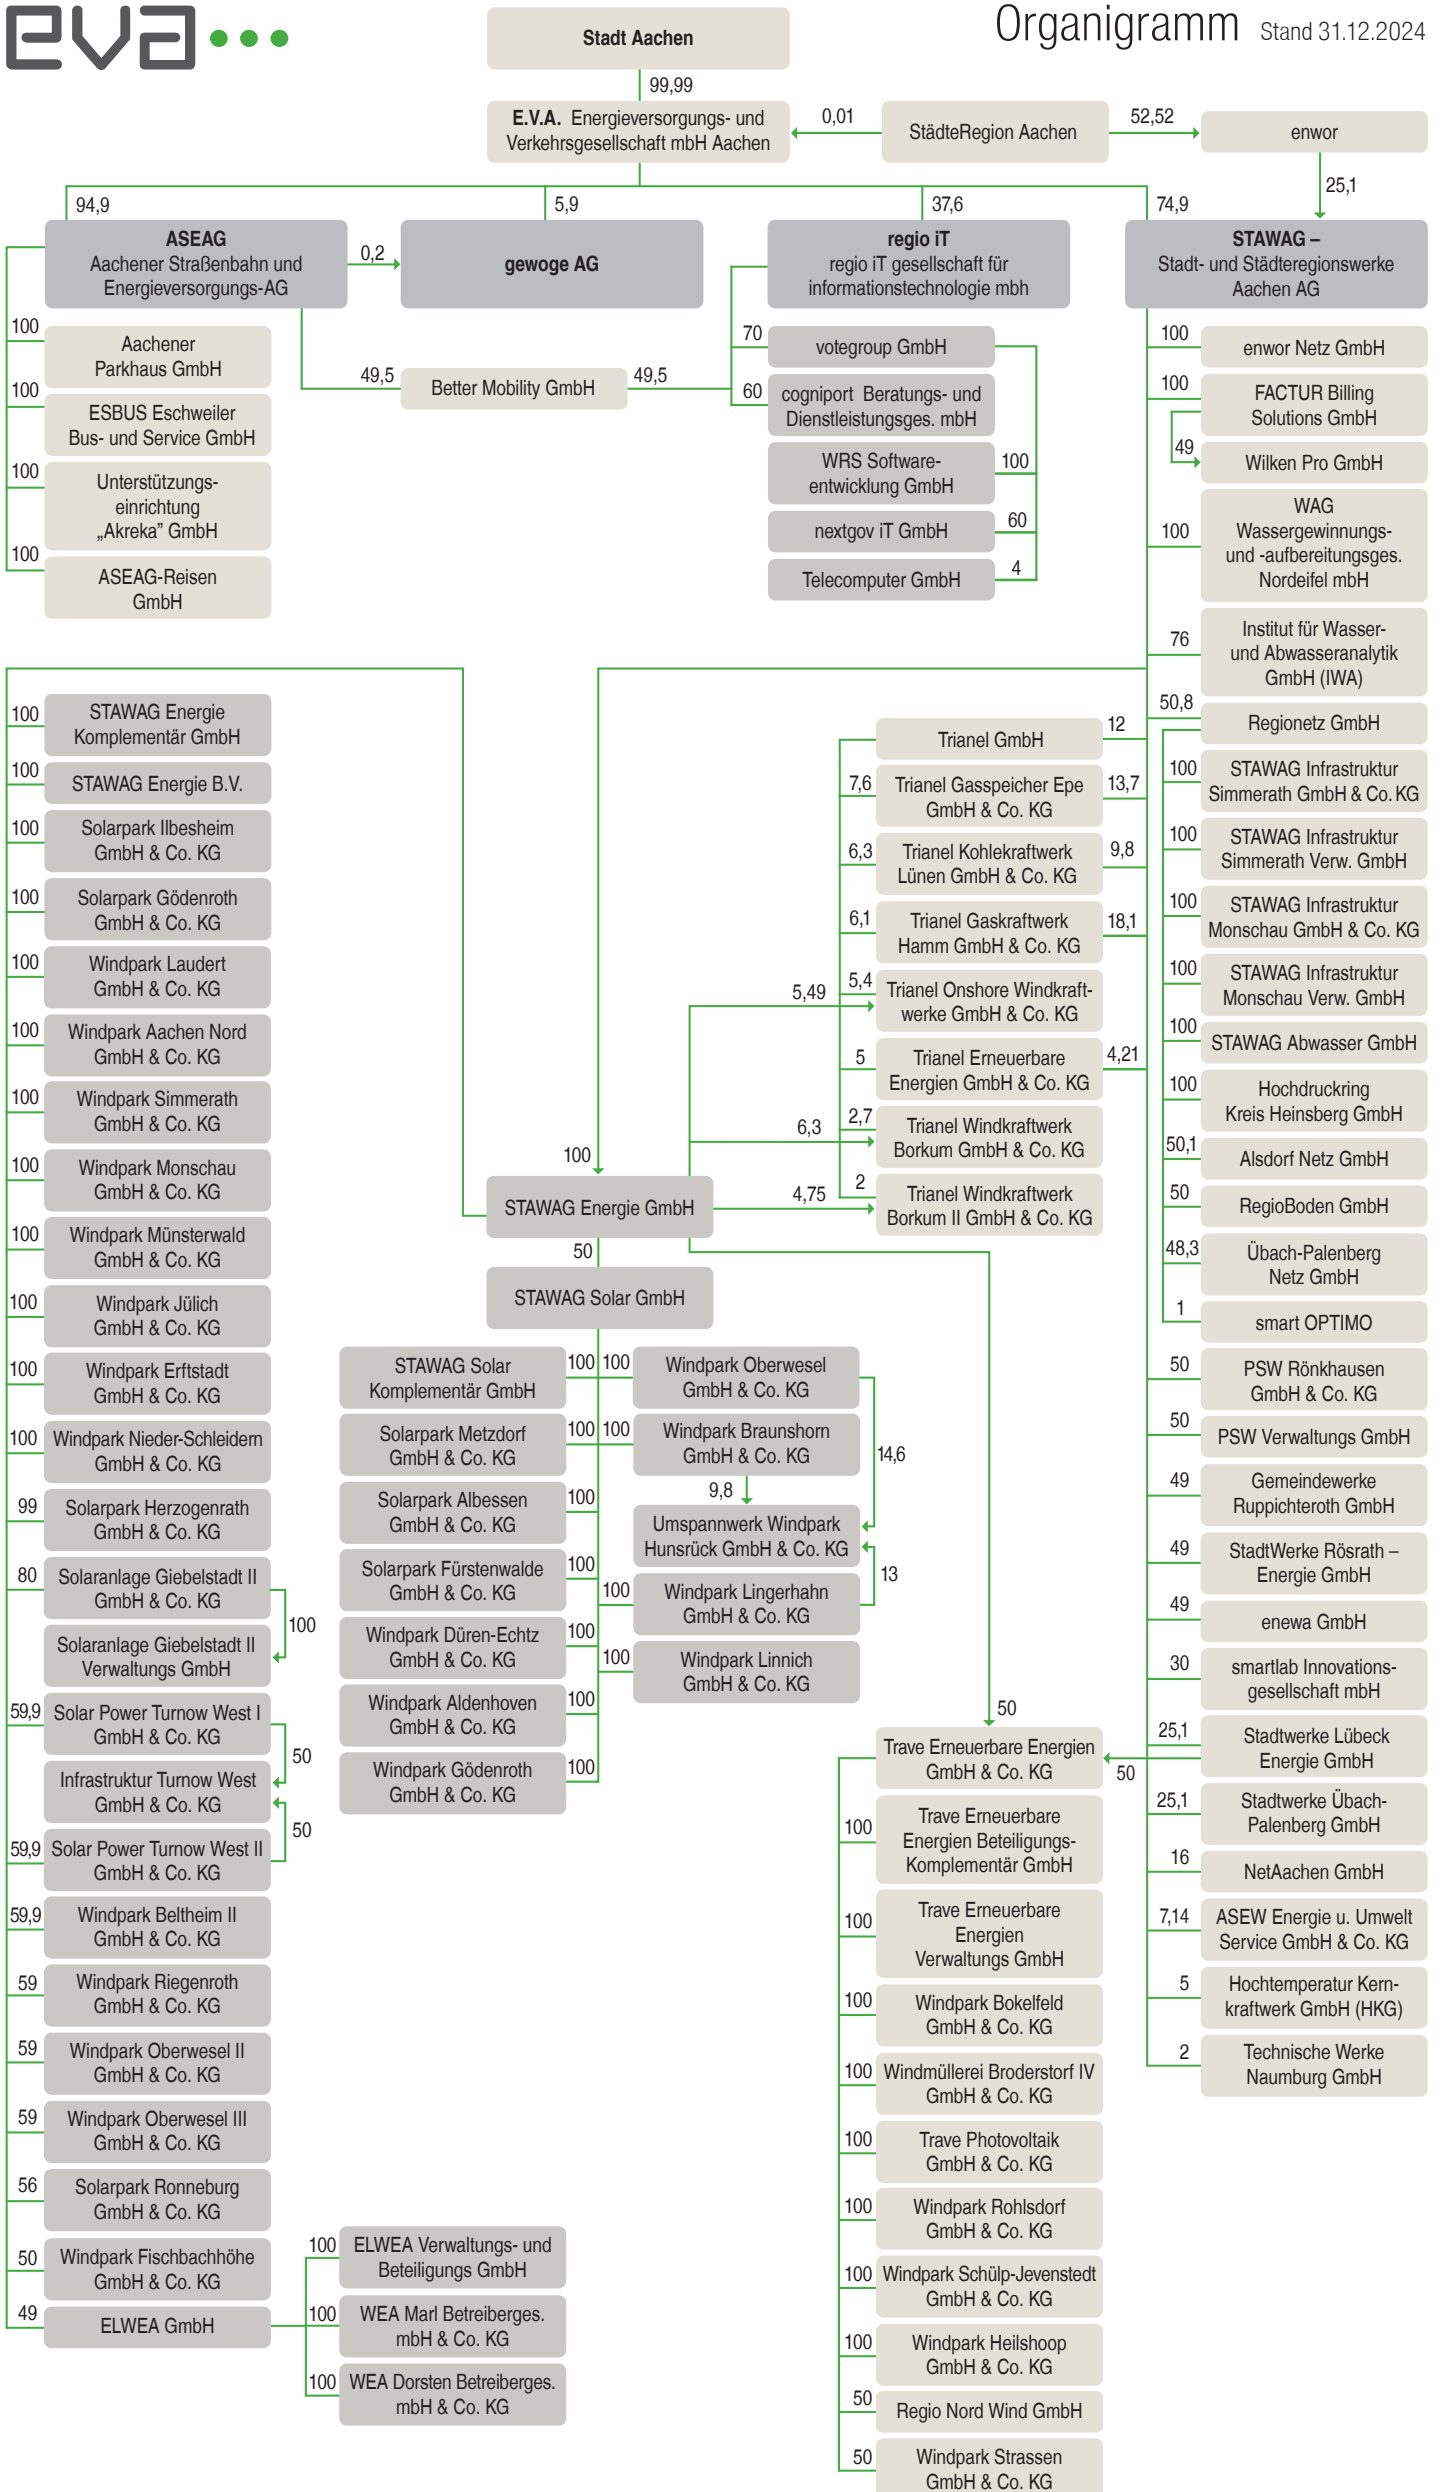 eva
Organigramm Stand 31.12.2024
Stadt Aachen
99,99
E.V.A. Energieversorgungs- und
Verkehrsgesellschaft mbH Aachen
0,01
StädteRegion Aachen
52,52
enwor
25,1
94,9
5,9
37,6
74,9
ASEAG
Aachener Straßenbahn und
Energieversorgungs-AG
0,2
gewoge AG
regio iT
regio iT gesellschaft für
informationstechnologie mbh
STAWAG –
Stadt- und Städteregionswerke
Aachen AG
100
Aachener
Parkhaus GmbH
100
ESBUS Eschweiler
Bus- und Service GmbH
100
Unterstützungs-
einrichtung
„Akreka” GmbH
100
ASEAG-Reisen
GmbH
49,5
Better Mobility GmbH
49,5
70
votegroup GmbH
60
cogniport Beratungs- und
Dienstleistungsges. mbH
WRS Software-
entwicklung GmbH
100
nextgov iT GmbH
60
Telecomputer GmbH
4
100
enwor Netz GmbH
100
FACTUR Billing
Solutions GmbH
49
Wilken Pro GmbH
100
WAG
Wassergewinnungs-
und -aufbereitungsges.
Nordeifel mbH
76
Institut für Wasser-
und Abwasseranalytik
GmbH (IWA)
50,8
Regionetz GmbH
100
STAWAG Infrastruktur
Simmerath GmbH & Co. KG
100
STAWAG Infrastruktur
Simmerath Verw. GmbH
100
STAWAG Infrastruktur
Monschau GmbH & Co. KG
100
STAWAG Infrastruktur
Monschau Verw. GmbH
100
STAWAG Abwasser GmbH
100
Hochdruckring
Kreis Heinsberg GmbH
50,1
Alsdorf Netz GmbH
50
RegioBoden GmbH
48,3
Übach-Palenberg
Netz GmbH
1
smart OPTIMO
50
PSW Rönkhausen
GmbH & Co. KG
50
PSW Verwaltungs GmbH
49
Gemeindewerke
Ruppichteroth GmbH
49
StadtWerke Rösrath –
Energie GmbH
49
enewa GmbH
30
smartlab Innovations-
gesellschaft mbH
25,1
Stadtwerke Lübeck
Energie GmbH
50
25,1
Stadtwerke Übach-
Palenberg GmbH
16
NetAachen GmbH
7,14
ASEW Energie u. Umwelt
Service GmbH & Co. KG
5
Hochtemperatur Kern-
kraftwerk GmbH (HKG)
2
Technische Werke
Naumburg GmbH
Trianel GmbH
12
7,6
Trianel Gasspeicher Epe
GmbH & Co. KG
13,7
6,3
Trianel Kohlekraftwerk
Lünen GmbH & Co. KG
9,8
6,1
Trianel Gaskraftwerk
Hamm GmbH & Co. KG
18,1
5,49
5,4
Trianel Onshore Windkraft-
werke GmbH & Co. KG
5
Trianel Erneuerbare
Energien GmbH & Co. KG
4,21
6,3
2,7
Trianel Windkraftwerk
Borkum GmbH & Co. KG
4,75
2
Trianel Windkraftwerk
Borkum II GmbH & Co. KG
100
STAWAG Energie GmbH
50
STAWAG Solar GmbH
100
STAWAG Energie
Komplementär GmbH
100
STAWAG Energie B.V.
100
Solarpark Ilbesheim
GmbH & Co. KG
100
Solarpark Gödenroth
GmbH & Co. KG
100
Windpark Laudert
GmbH & Co. KG
100
Windpark Aachen Nord
GmbH & Co. KG
100
Windpark Simmerath
GmbH & Co. KG
100
Windpark Monschau
GmbH & Co. KG
100
Windpark Münsterwald
GmbH & Co. KG
100
Windpark Jülich
GmbH & Co. KG
100
Windpark Erftstadt
GmbH & Co. KG
100
Windpark Nieder-Schleidern
GmbH & Co. KG
99
Solarpark Herzogenrath
GmbH & Co. KG
80
Solaranlage Giebelstadt II
GmbH & Co. KG
100
Solaranlage Giebelstadt II
Verwaltungs GmbH
59,9
Solar Power Turnow West I
GmbH & Co. KG
50
Infrastruktur Turnow West
GmbH & Co. KG
50
59,9
Solar Power Turnow West II
GmbH & Co. KG
59,9
Windpark Beltheim II
GmbH & Co. KG
59
Windpark Riegenroth
GmbH & Co. KG
59
Windpark Oberwesel II
GmbH & Co. KG
59
Windpark Oberwesel III
GmbH & Co. KG
56
Solarpark Ronneburg
GmbH & Co. KG
50
Windpark Fischbachhöhe
GmbH & Co. KG
49
ELWEA GmbH
100
ELWEA Verwaltungs- und
Beteiligungs GmbH
100
WEA Marl Betreiberges.
mbH & Co. KG
100
WEA Dorsten Betreiberges.
mbH & Co. KG
STAWAG Solar
Komplementär GmbH
100
Solarpark Metzdorf
GmbH & Co. KG
100
Solarpark Albessen
GmbH & Co. KG
100
Solarpark Fürstenwalde
GmbH & Co. KG
100
Windpark Düren-Echtz
GmbH & Co. KG
100
Windpark Aldenhoven
GmbH & Co. KG
100
Windpark Gödenroth
GmbH & Co. KG
100
100
Windpark Oberwesel
GmbH & Co. KG
100
Windpark Braunshorn
GmbH & Co. KG
14,6
9,8
Umspannwerk Windpark
Hunsrück GmbH & Co. KG
13
100
Windpark Lingerhahn
GmbH & Co. KG
100
Windpark Linnich
GmbH & Co. KG
50
Trave Erneuerbare Energien
GmbH & Co. KG
100
Trave Erneuerbare
Energien Beteiligungs-
Komplementär GmbH
100
Trave Erneuerbare
Energien
Verwaltungs GmbH
100
Windpark Bokelfeld
GmbH & Co. KG
100
Windmüllerei Broderstorf IV
GmbH & Co. KG
100
Trave Photovoltaik
GmbH & Co. KG
100
Windpark Rohlsdorf
GmbH & Co. KG
100
Windpark Schülp-Jevenstedt
GmbH & Co. KG
100
Windpark Heilshoop
GmbH & Co. KG
50
Regio Nord Wind GmbH
50
Windpark Strassen
GmbH & Co. KG